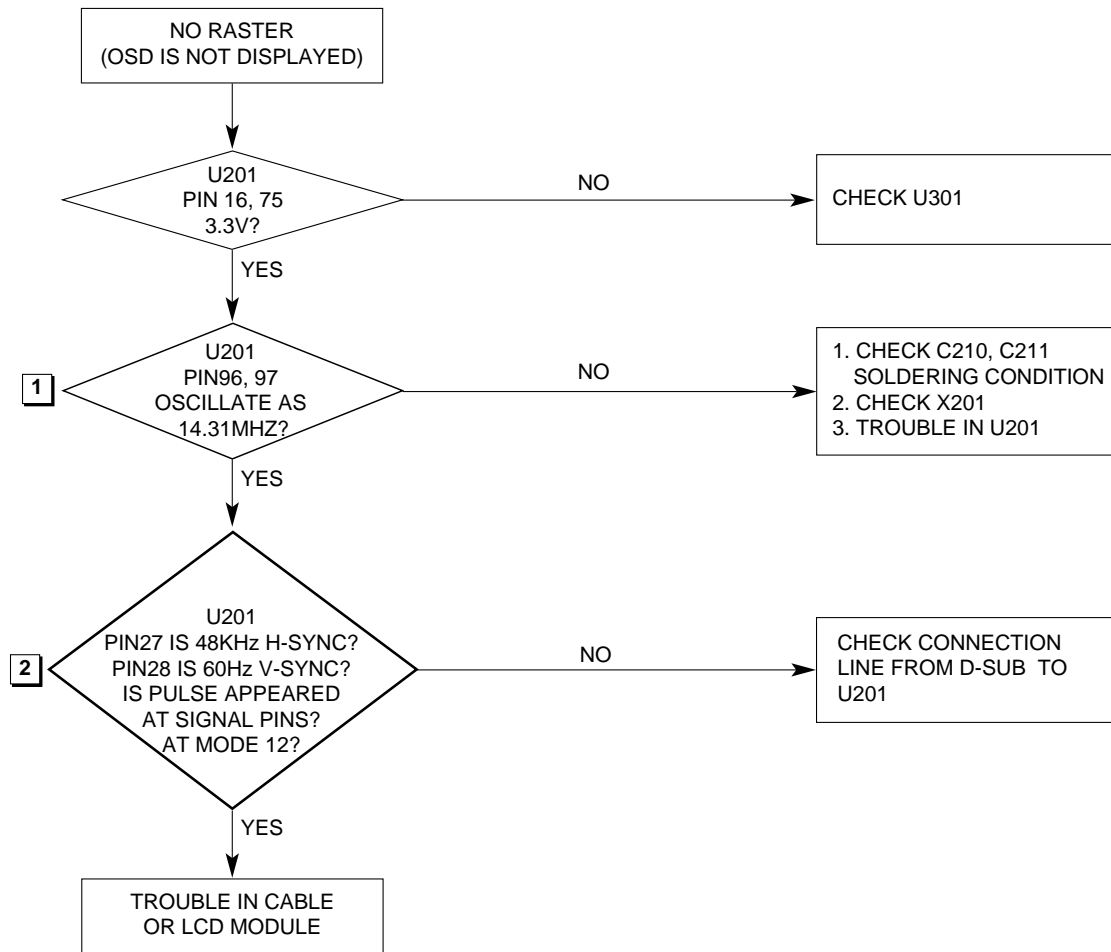 NO RASTER
(OSD IS NOT DISPLAYED)
U201
PIN 16, 75
3.3V?
NO
CHECK U301
YES
1
U201
PIN96, 97
OSCILLATE AS
14.31MHZ?
NO
1. CHECK C210, C211
SOLDERING CONDITION
2. CHECK X201
3. TROUBLE IN U201
YES
2
U201
PIN27 IS 48KHz H-SYNC?
PIN28 IS 60Hz V-SYNC?
IS PULSE APPEARED
AT SIGNAL PINS?
AT MODE 12?
NO
CHECK CONNECTION
LINE FROM D-SUB TO
U201
YES
TROUBLE IN CABLE
OR LCD MODULE